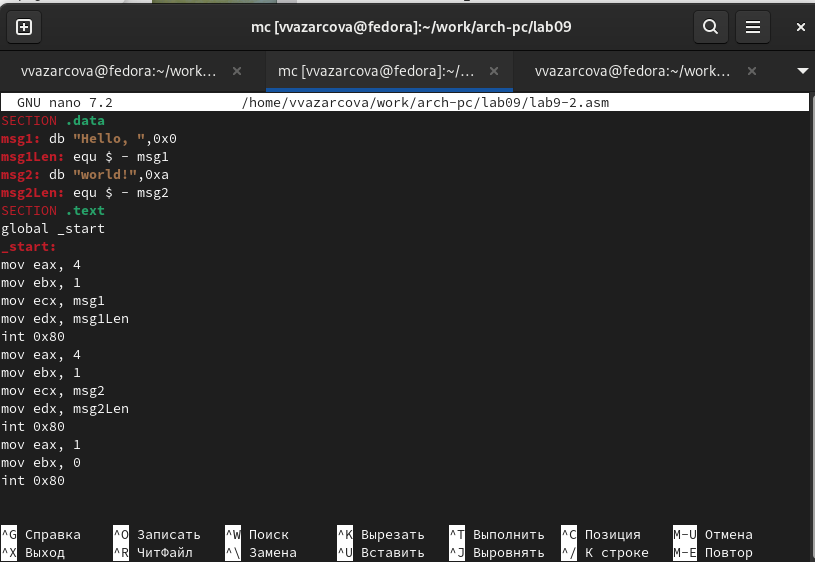 mc [vvazarcova@fedora]:~/work/arch-pc/lab09
vvazarcova@fedora:~/work... mc [vvazarcova@fedora]:~/... vvazarcova@fedora:~/work...
GNU nano 7.2 /home/vvazarcova/work/arch-pc/lab09/lab9-2.asm
SECTION .data
msg1: db "Hello, ",0x0
msg1Len: equ $ - msg1
msg2: db "world!",0xa
msg2Len: equ $ - msg2
SECTION .text
global _start
_start:
mov eax, 4
mov ebx, 1
mov ecx, msg1
mov edx, msg1Len
int 0x80
mov eax, 4
mov ebx, 1
mov ecx, msg2
mov edx, msg2Len
int 0x80
mov eax, 1
mov ebx, 0
int 0x80
^G Справка ^O Записать ^W Поиск ^K Вырезать ^T Выполнить ^C Позиция M-U Отмена
^X Выход ^R ЧитФайл ^\ Замена ^U Вставить ^J Выровнять ^/ К строке M-E Повтор